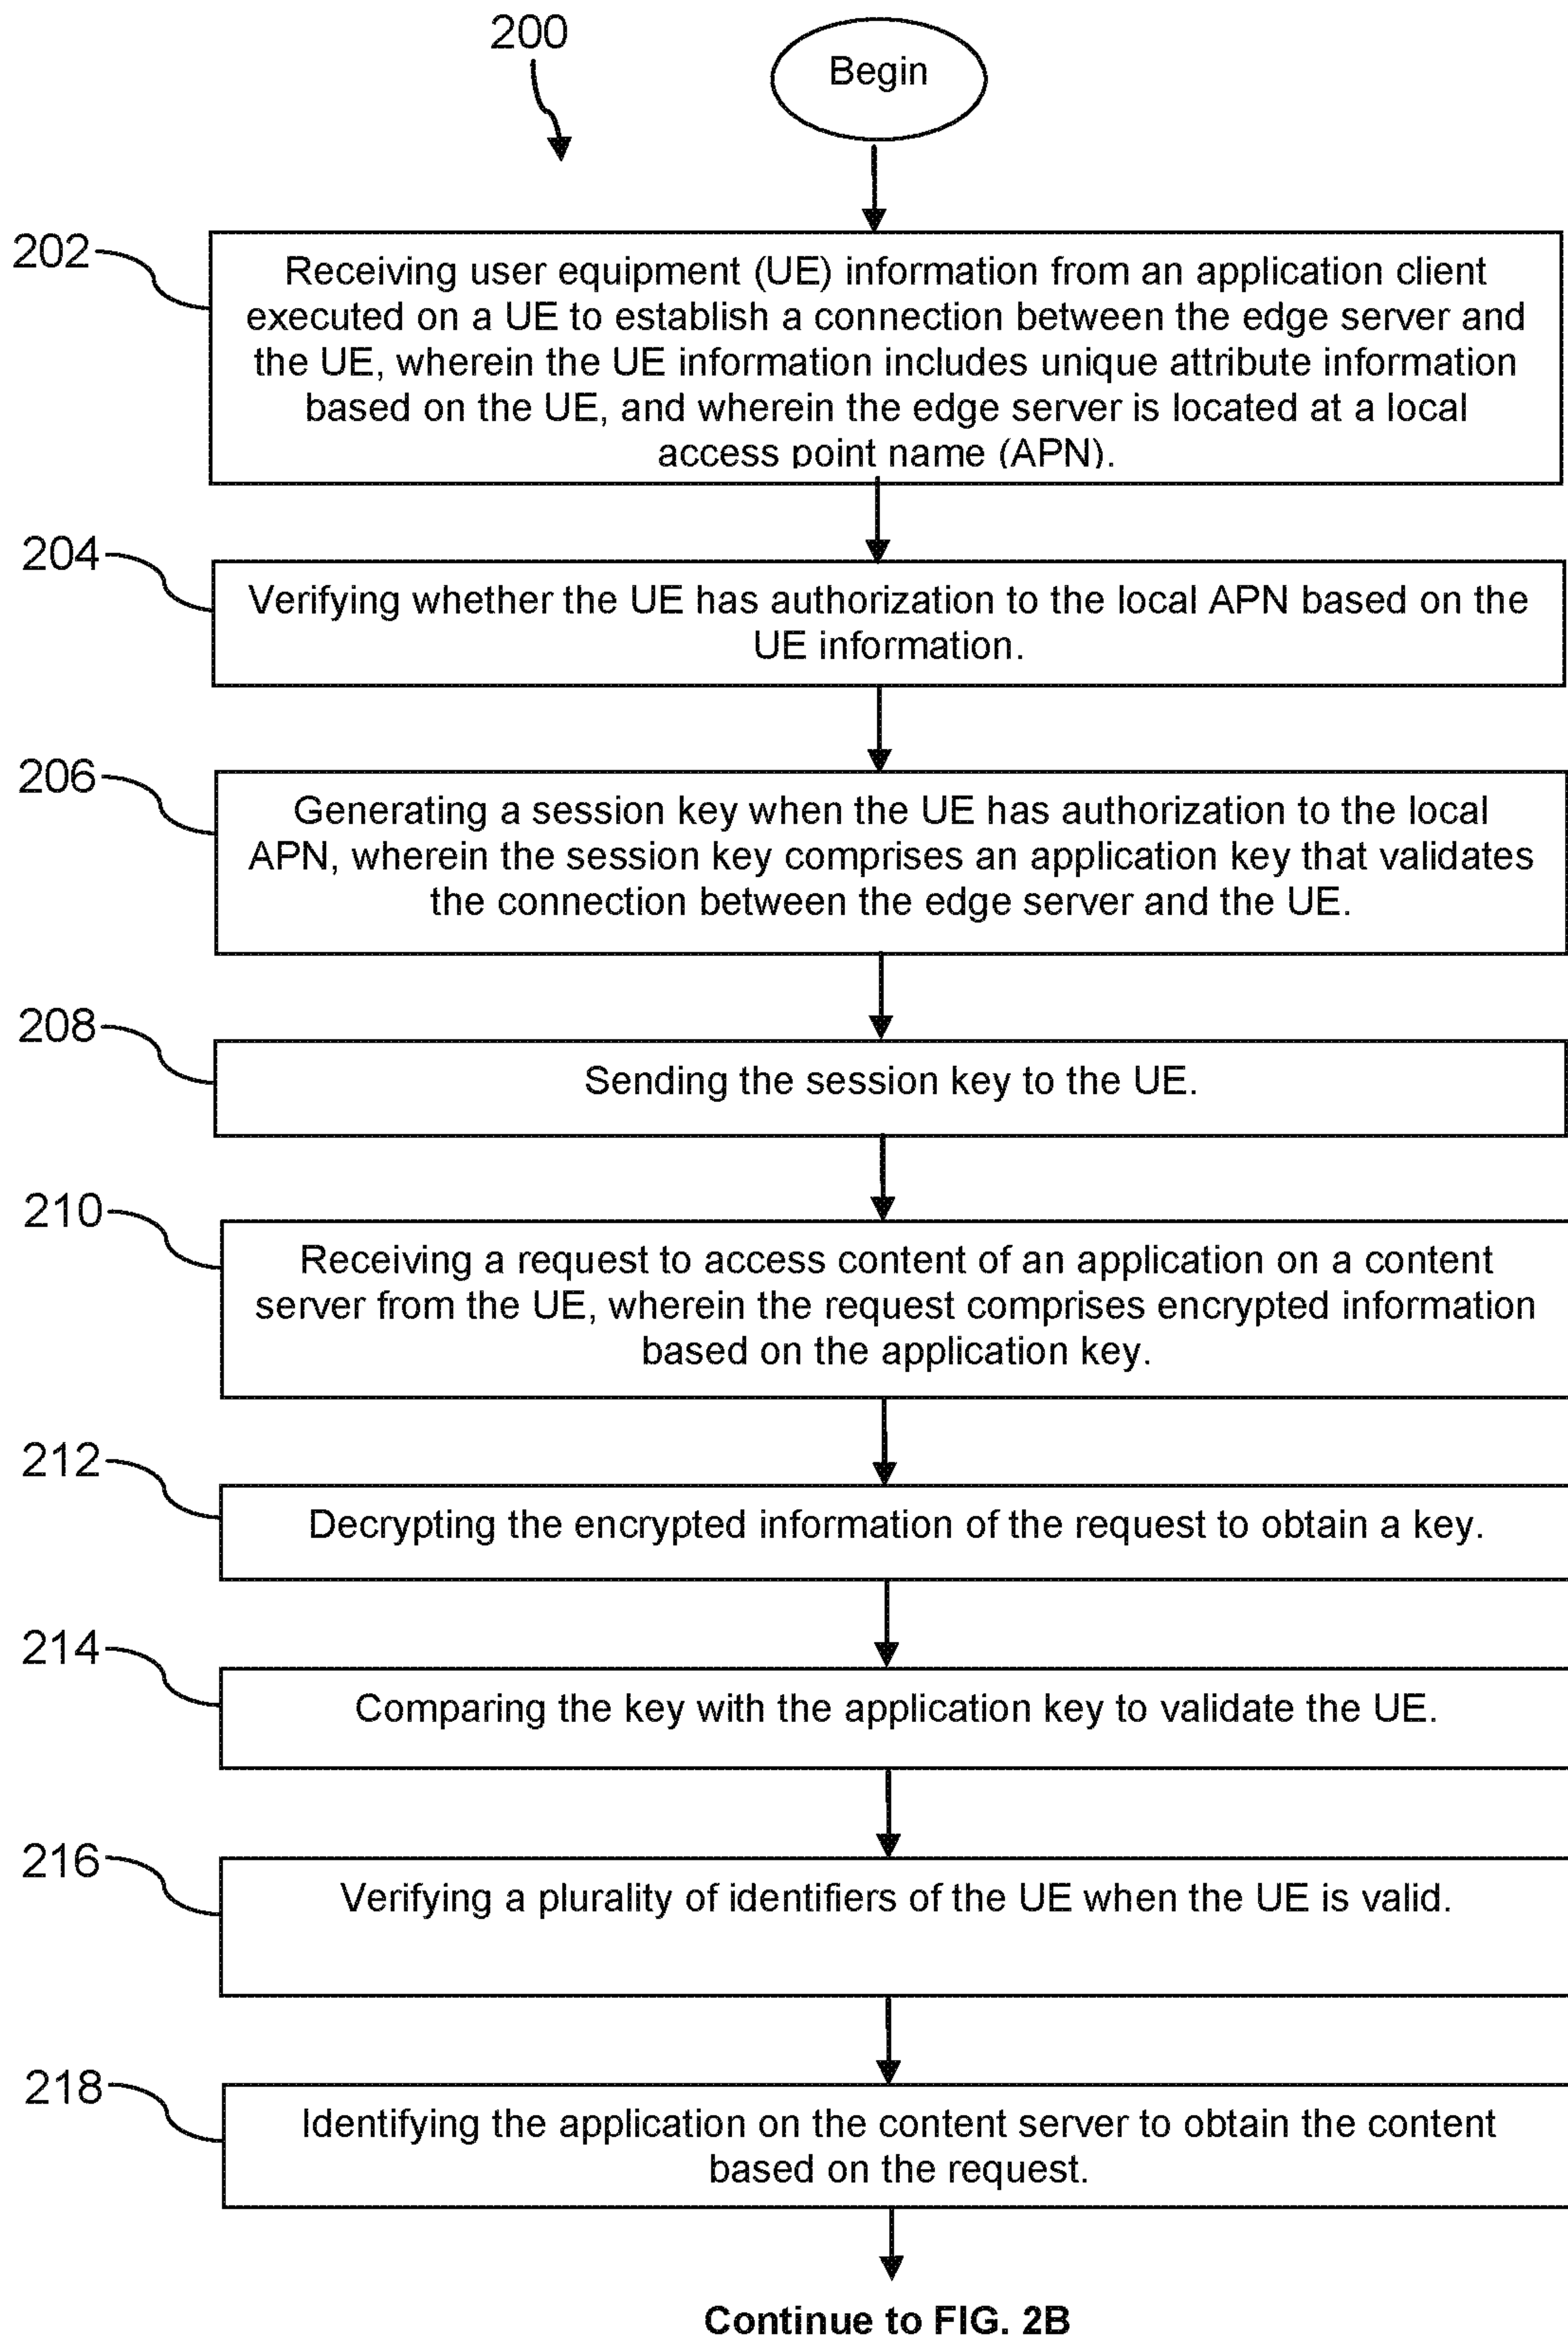 200
Begin
202
Receiving user equipment (UE) information from an application client
executed on a UE to establish a connection between the edge server and
the UE, wherein the UE information includes unique attribute information
based on the UE, and wherein the edge server is located at a local
access point name (APN).
204
Verifying whether the UE has authorization to the local APN based on the
UE information.
206
Generating a session key when the UE has authorization to the local
APN, wherein the session key comprises an application key that validates
the connection between the edge server and the UE.
208
Sending the session key to the UE.
210
Receiving a request to access content of an application on a content
server from the UE, wherein the request comprises encrypted information
based on the application key.
212
Decrypting the encrypted information of the request to obtain a key.
214
Comparing the key with the application key to validate the UE.
216
Verifying a plurality of identifiers of the UE when the UE is valid.
218
Identifying the application on the content server to obtain the content
based on the request.
Continue to FIG. 2B